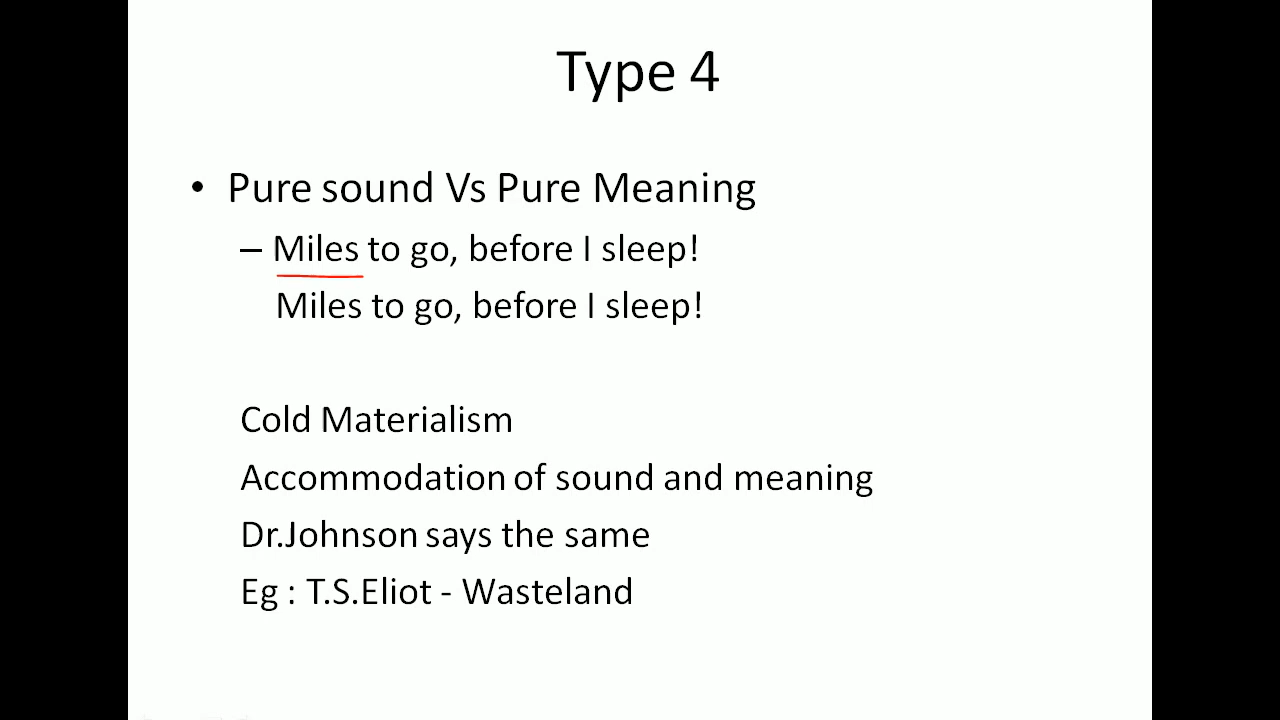 Type 4
• Pure sound Vs Pure Meaning
– Miles to go, before I sleep!
Miles to go, before I sleep!
Cold Materialism
Accommodation of sound and meaning
Dr.Johnson says the same
Eg : T.S.Eliot - Wasteland